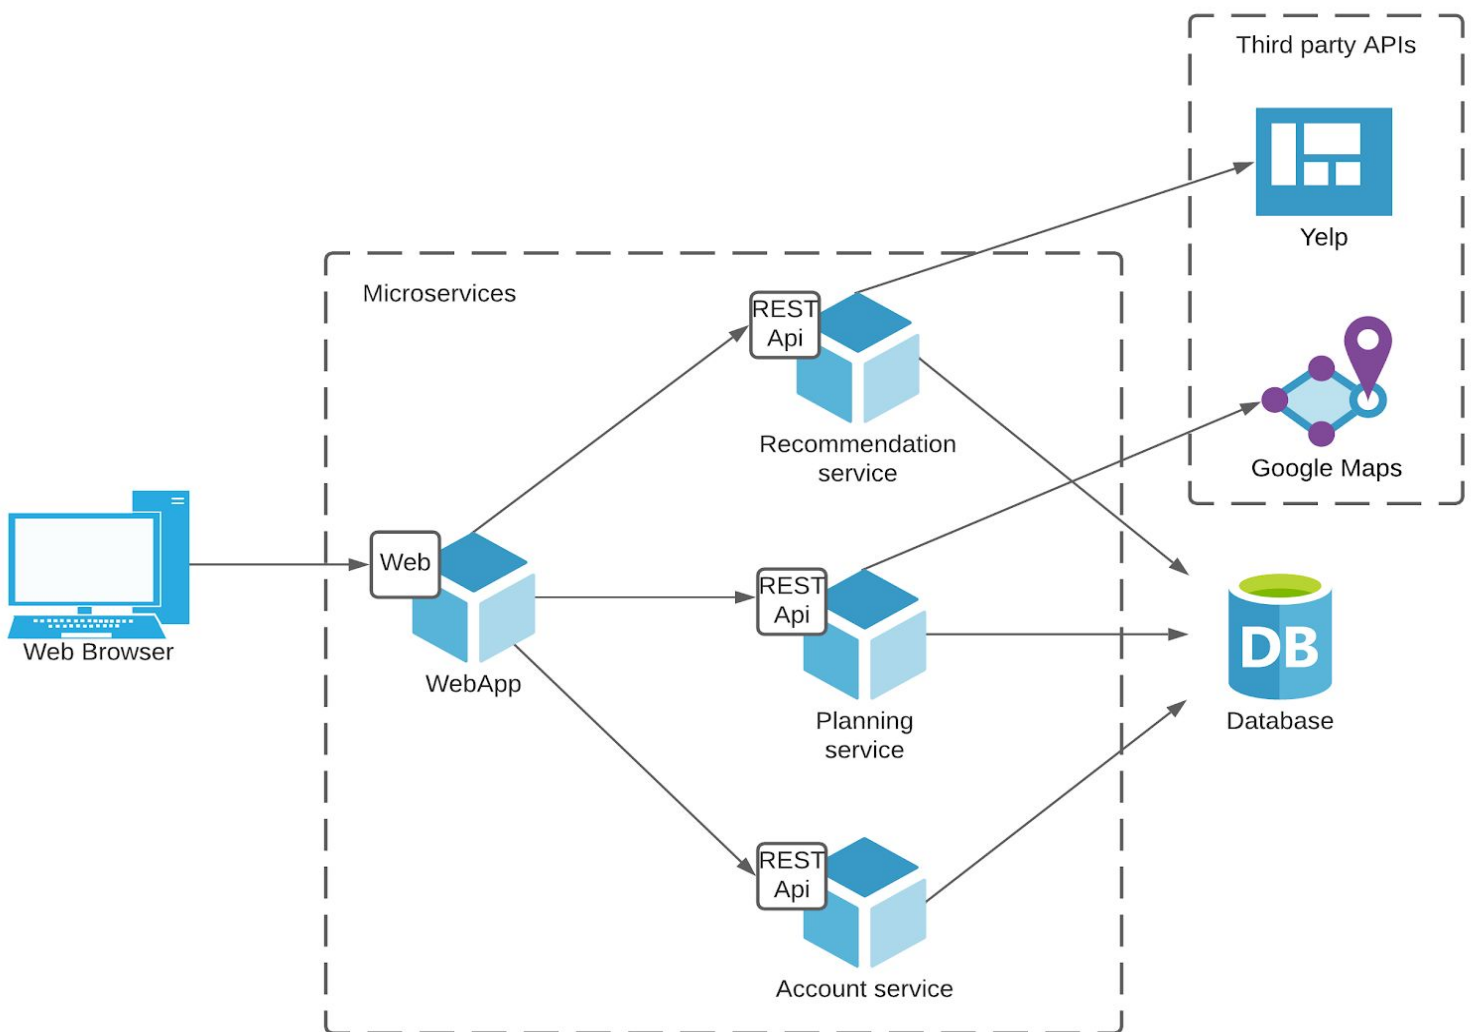 Third party APIs
Yelp
Microservices
REST
Api
Recommendation
service
Google Maps
Web
Web Browser
WebApp
REST
Api
Planning
service
DB
Database
REST
Api
Account service